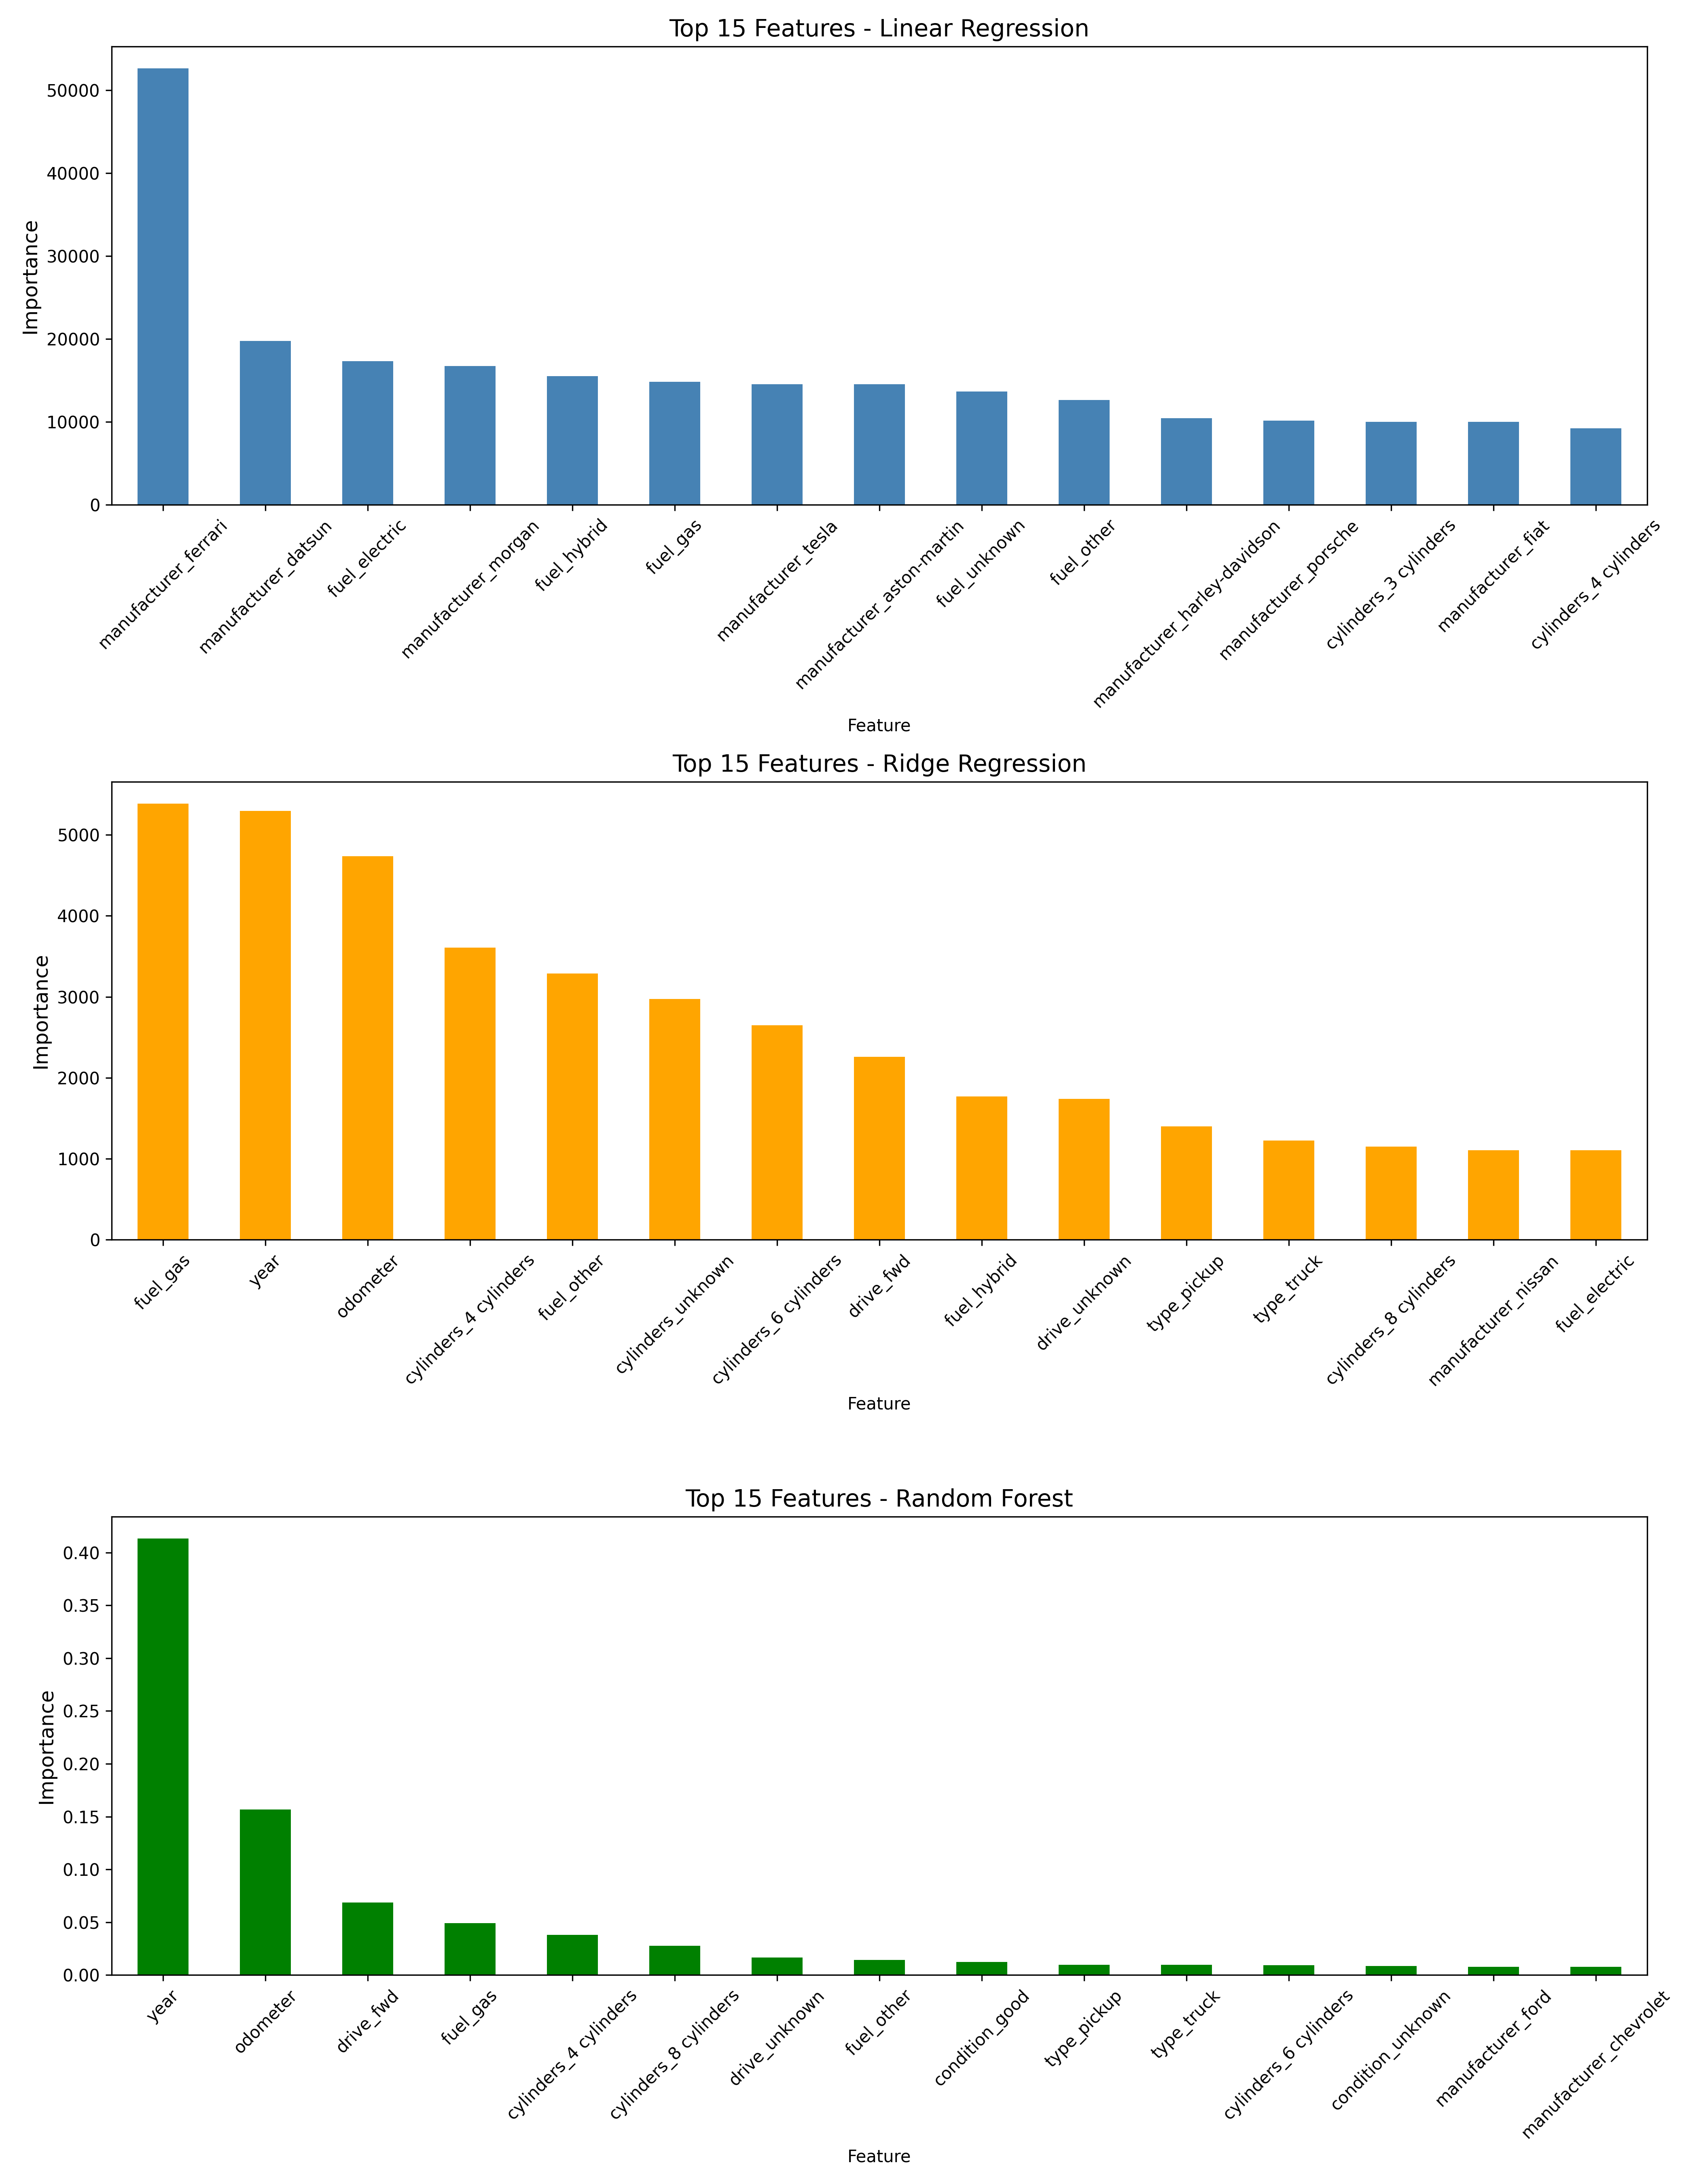 Top 15 Features - Linear Regression
Importance
50000
40000
30000
20000
10000
0
manufacturer_ferrari
manufacturer_datsun
fuel_electric
manufacturer_morgan
fuel_hybrid
fuel_gas
manufacturer_tesla
manufacturer_aston-martin
fuel_unknown
fuel_other
manufacturer_harley-davidson
manufacturer_porsche
cylinders_3 cylinders
manufacturer_fiat
cylinders_4 cylinders
Feature
Top 15 Features - Ridge Regression
Importance
5000
4000
3000
2000
1000
0
fuel_gas
year
odometer
cylinders_4 cylinders
fuel_other
cylinders_unknown
cylinders_6 cylinders
drive_fwd
fuel_hybrid
drive_unknown
type_pickup
type_truck
cylinders_8 cylinders
manufacturer_nissan
fuel_electric
Feature
Top 15 Features - Random Forest
Importance
0.40
0.35
0.30
0.25
0.20
0.15
0.10
0.05
0.00
year
odometer
drive_fwd
fuel_gas
cylinders_4 cylinders
cylinders_8 cylinders
drive_unknown
fuel_other
condition_good
type_pickup
type_truck
cylinders_6 cylinders
condition_unknown
manufacturer_ford
manufacturer_chevrolet
Feature